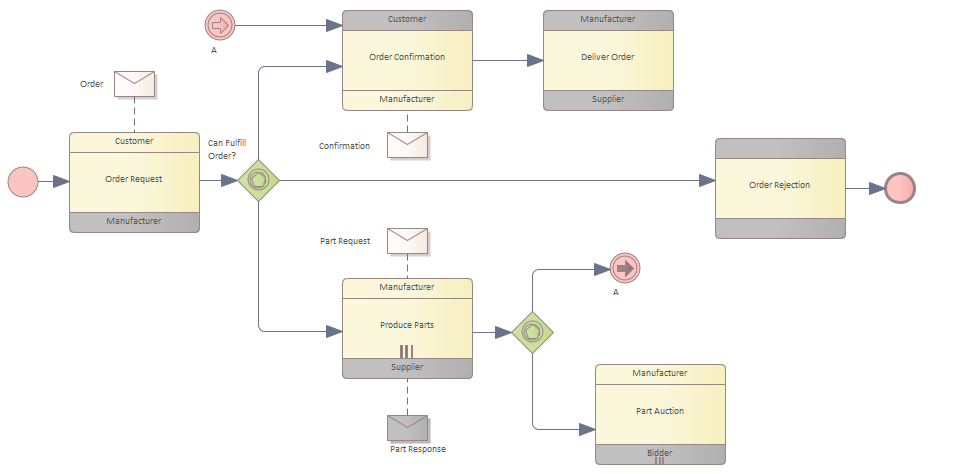 Customer
Order Confirmation
Manufacturer
A
Manufacturer
Deliver Order
Supplier
Order
Customer
Order Request
Manufacturer
Can Fulfill
Order?
Confirmation
Order Rejection
Part Request
Manufacturer
Produce Parts
Supplier
Part Response
A
Manufacturer
Part Auction
Bidder